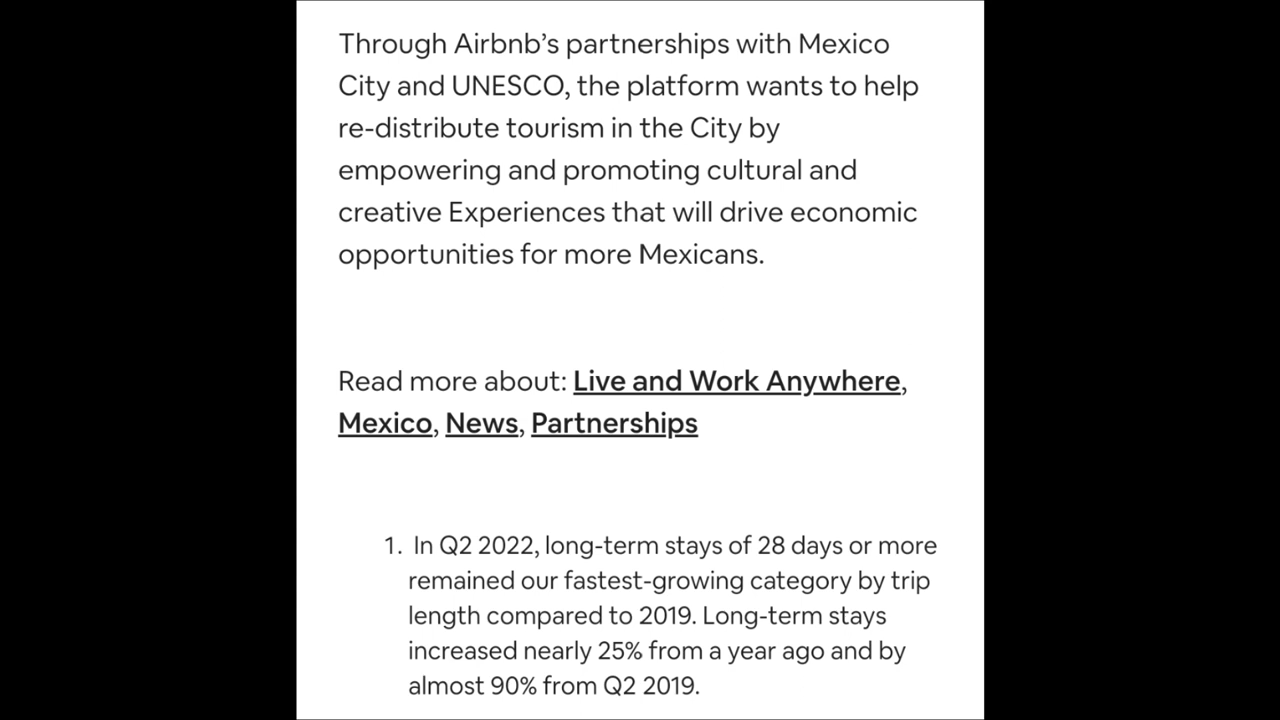 Through Airbnb’s partnerships with Mexico
City and UNESCO, the platform wants to help
re-distribute tourism in the City by
empowering and promoting cultural and
creative Experiences that will drive economic
opportunities for more Mexicans.
Read more about: Live and Work Anywhere,
Mexico, News, Partnerships
1. In Q2 2022, long-term stays of 28 days or more
remained our fastest-growing category by trip
length compared to 2019. Long-term stays
increased nearly 25% from a year ago and by
almost 90% from Q2 2019.